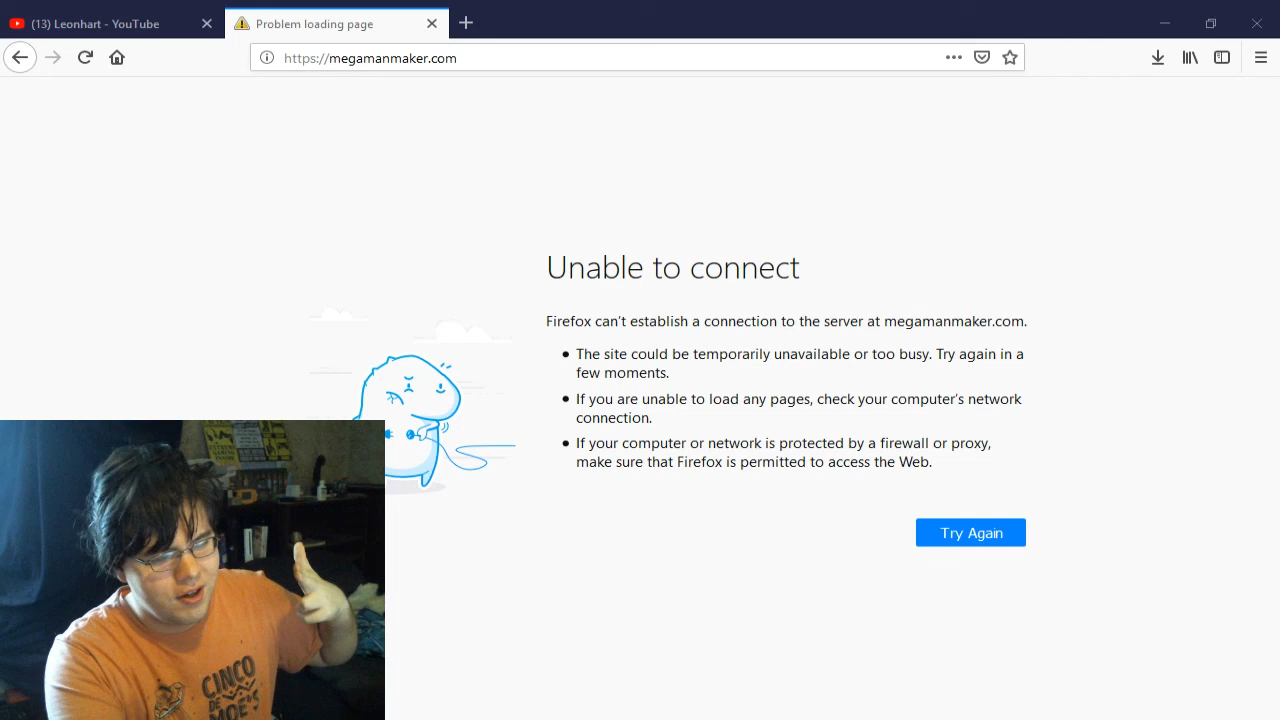 (13) Leonhart - YouTube
Problem loading page
https://megamanmaker.com
Unable to connect
Firefox can't establish a connection to the server at megamanmaker.com.
The site could be temporarily unavailable or too busy. Try again in a
few moments.
If you are unable to load any pages, check your computer's network
connection.
If your computer or network is protected by a firewall or proxy,
make sure that Firefox is permitted to access the Web.
Try Again
CINCO
DE
MOE'S